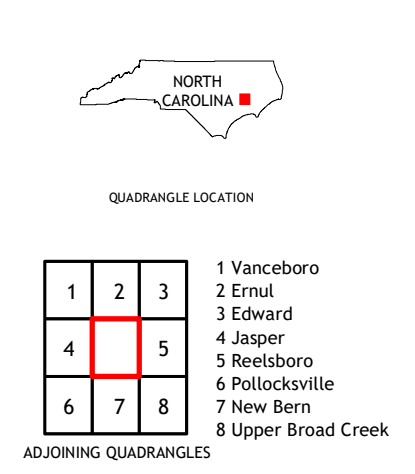 NORTH
CAROLINA
QUADRANGLE LOCATION
1 2 3
4 5
6 7 8
1 Vanceboro
2 Ernul
3 Edward
4 Jasper
5 Reelsboro
6 Pollocksville
7 New Bern
8 Upper Broad Creek
ADJOINING QUADRANGLES